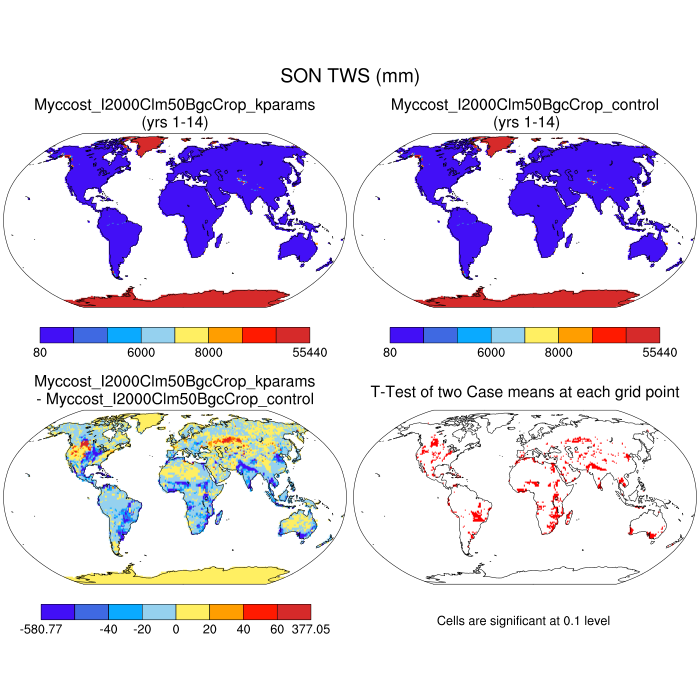 SON TWS (mm)
Myccost_I2000Clm50BgcCrop_kparams
(yrs 1-14)
Myccost_I2000Clm50BgcCrop_control
(yrs 1-14)
80 6000 8000 55440
80 6000 8000 55440
Myccost_I2000Clm50BgcCrop_kparams
- Myccost_I2000Clm50BgcCrop_control
T-Test of two Case means at each grid point
-580.77 -40 -20 0 20 40 60 377.05
Cells are significant at 0.1 level